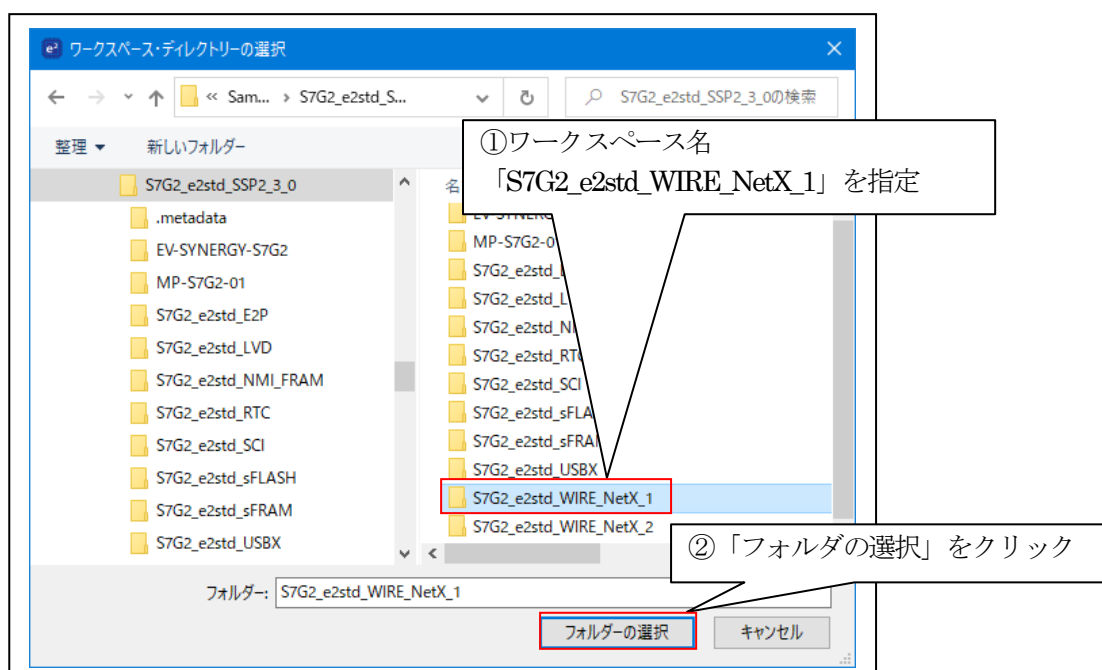 e² ワークスペース・ディレクトリーの選択
« Sam... › S7G2_e2std_S...
S7G2_e2std_SSP2_3_0の検索
整理
新しいフォルダー
①ワークスペース名
「S7G2_e2std_WIRE_NetX_1」を指定
S7G2_e2std_SSP2_3_0
.metadata
EV-SYNERGY-S7G2
MP-S7G2-01
S7G2_e2std_E2P
S7G2_e2std_LVD
S7G2_e2std_NMI_FRAM
S7G2_e2std_RTC
S7G2_e2std_SCI
S7G2_e2std_sFLASH
S7G2_e2std_sFRAM
S7G2_e2std_USBX
名
MP-S7G2-0
S7G2_e2std_
S7G2_e2std_L
S7G2_e2std_N
S7G2_e2std_RT
S7G2_e2std_SCI
S7G2_e2std_sFLA
S7G2_e2std_sFRA
S7G2_e2std_USBX
S7G2_e2std_WIRE_NetX_1
S7G2_e2std_WIRE_NetX_2
②「フォルダの選択」をクリック
フォルダー: S7G2_e2std_WIRE_NetX_1
フォルダーの選択
キャンセル